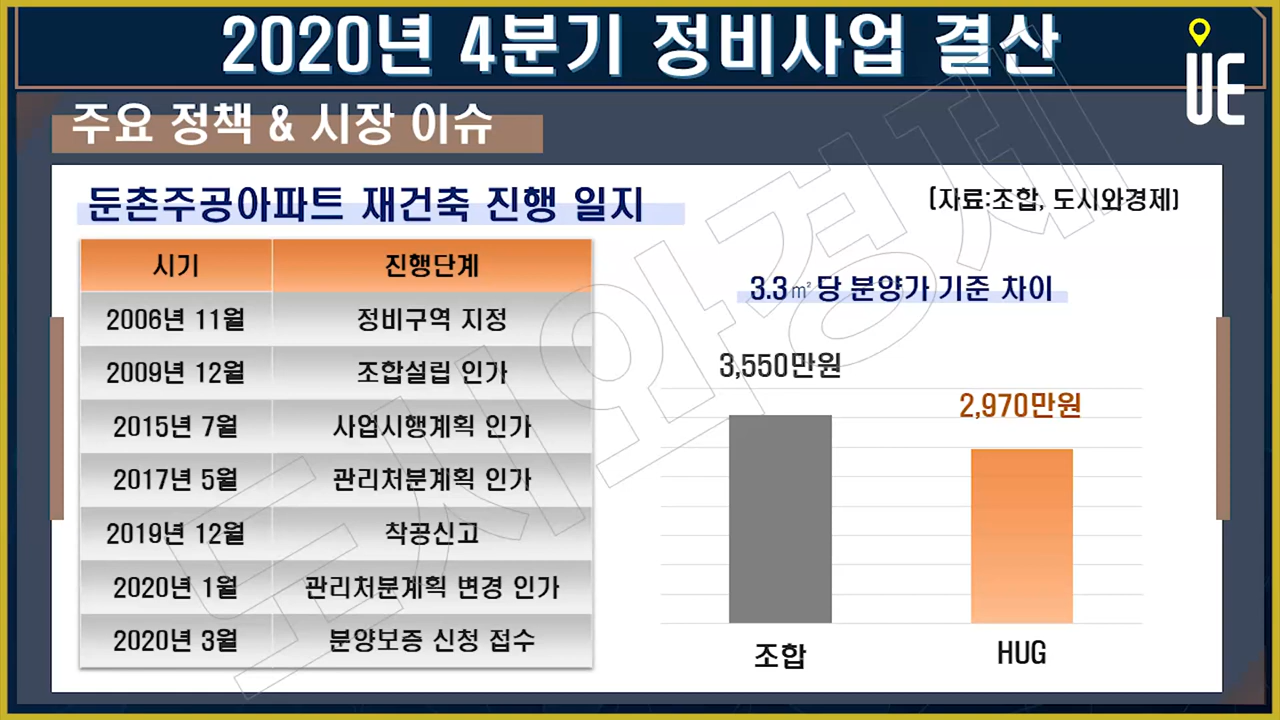 2020년 4분기 정비사업 결산
UE
주요 정책 & 시장 이슈
둔촌주공아파트 재건축 진행 일지
[자료:조합, 도시와경제]
시기 진행단계
2006년 11월 정비구역 지정
2009년 12월 조합설립 인가
2015년 7월 사업시행계획 인가
2017년 5월 관리처분계획 인가
2019년 12월 착공신고
2020년 1월 관리처분계획 변경 인가
2020년 3월 분양보증 신청 접수
3.3㎡당 분양가 기준 차이
3,550만원
2,970만원
조합 HUG
도시와경제